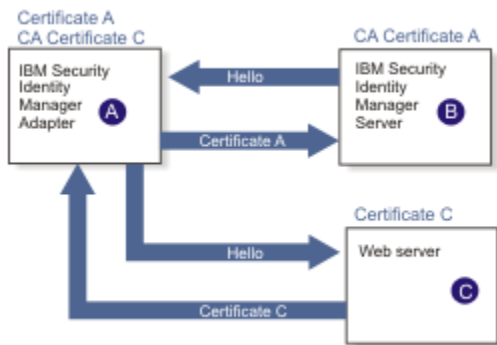 Certificate A
CA Certificate C
IBM Security
Identity
Manager
Adapter
A
Hello
Certificate A
CA Certificate A
IBM Security
Identity
Manager
Server
B
Hello
Certificate C
Certificate C
Web server
C